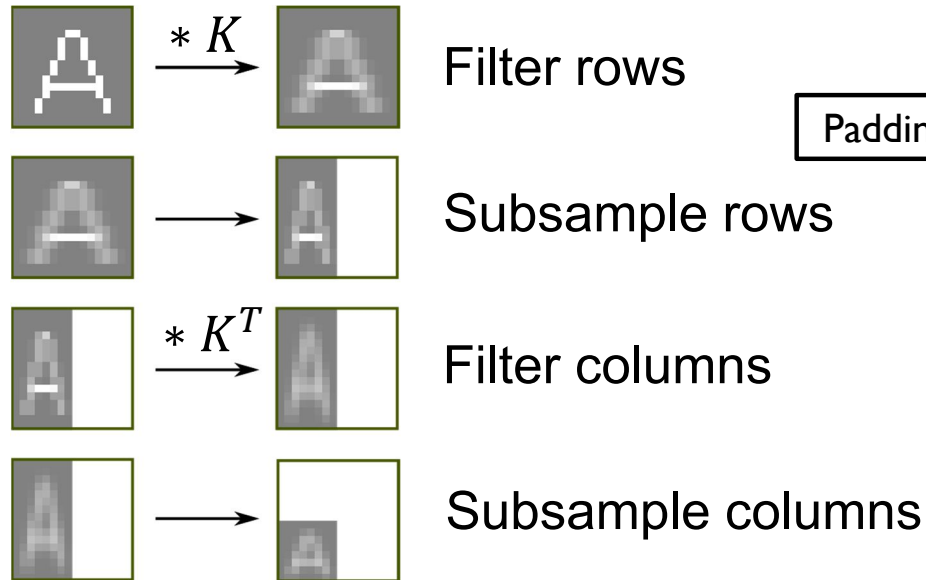 * K
Filter rows
Subsample rows
* K^T
Filter columns
Subsample columns